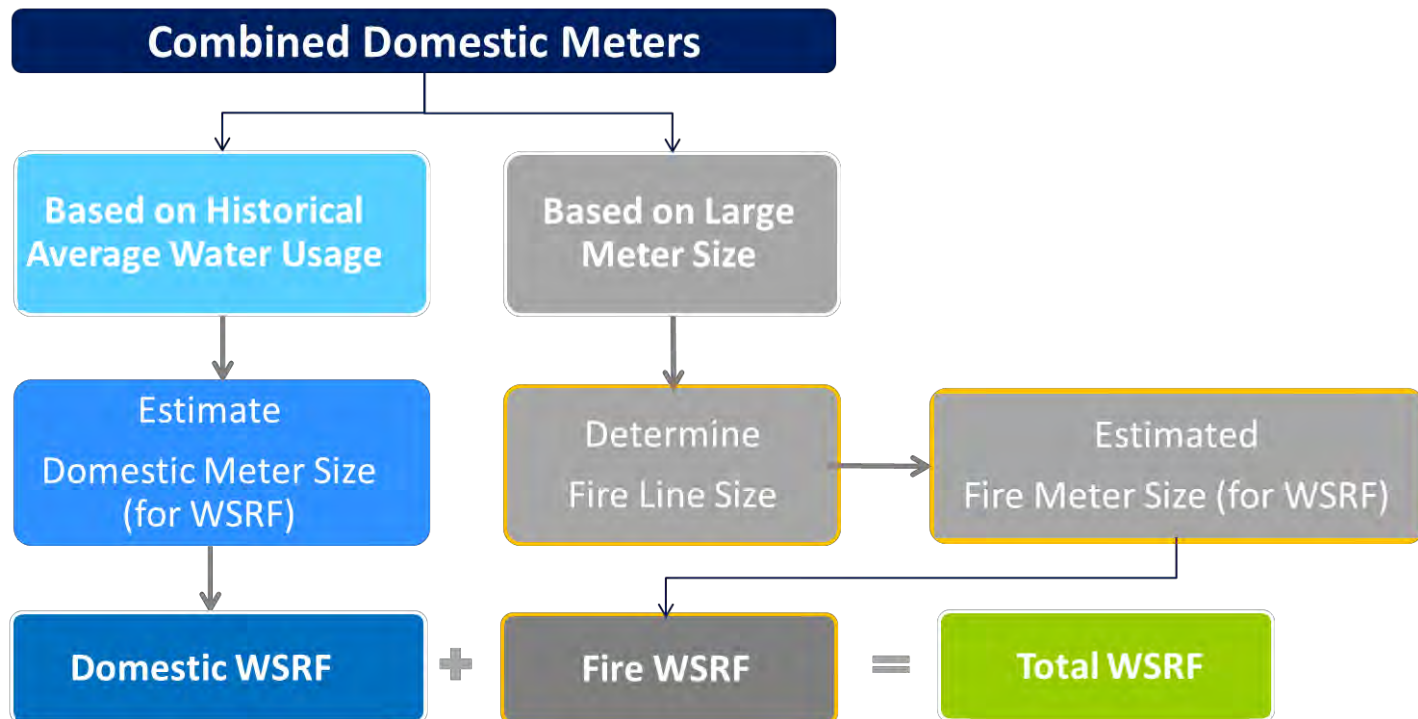 Combined Domestic Meters
Based on Historical
Average Water Usage
Based on Large
Meter Size
Estimate
Domestic Meter Size
(for WSRF)
Determine
Fire Line Size
Estimated
Fire Meter Size (for WSRF)
Domestic WSRF
+
Fire WSRF
=
Total WSRF